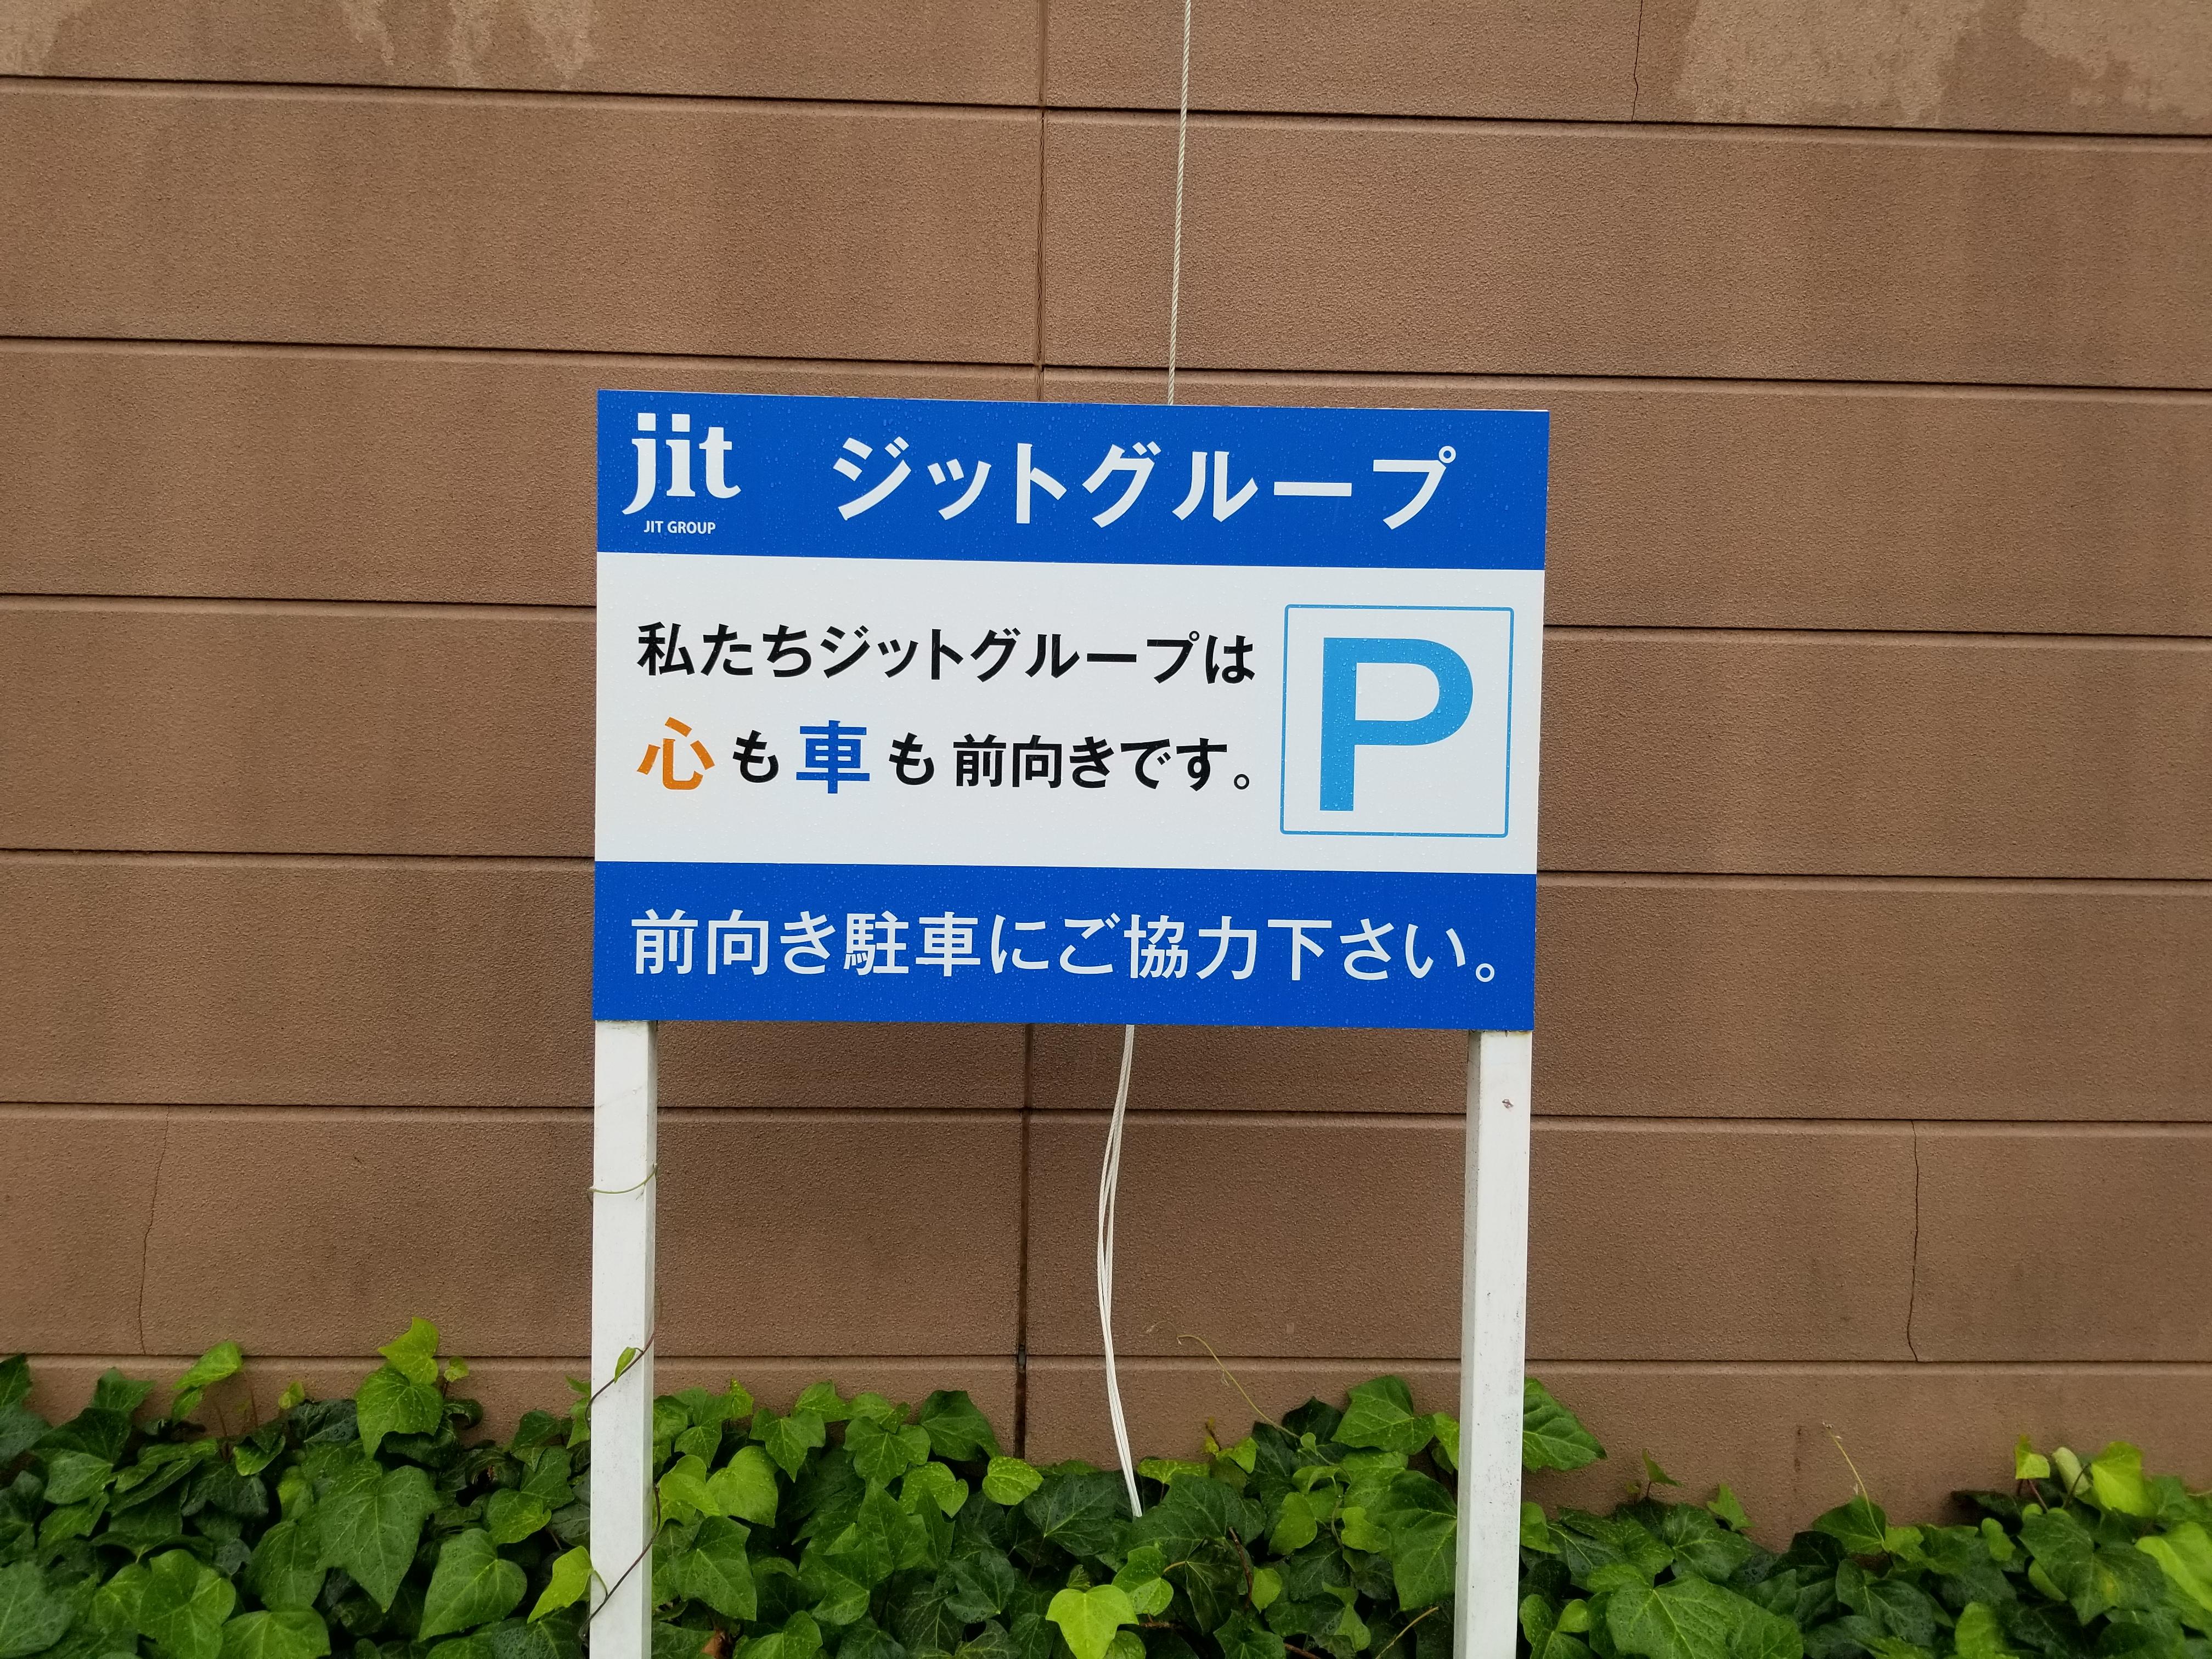 jit
JIT GROUP
ジットグループ
私たちジットグループは
心も車も前向きです。
P
前向き駐車にご協力下さい。